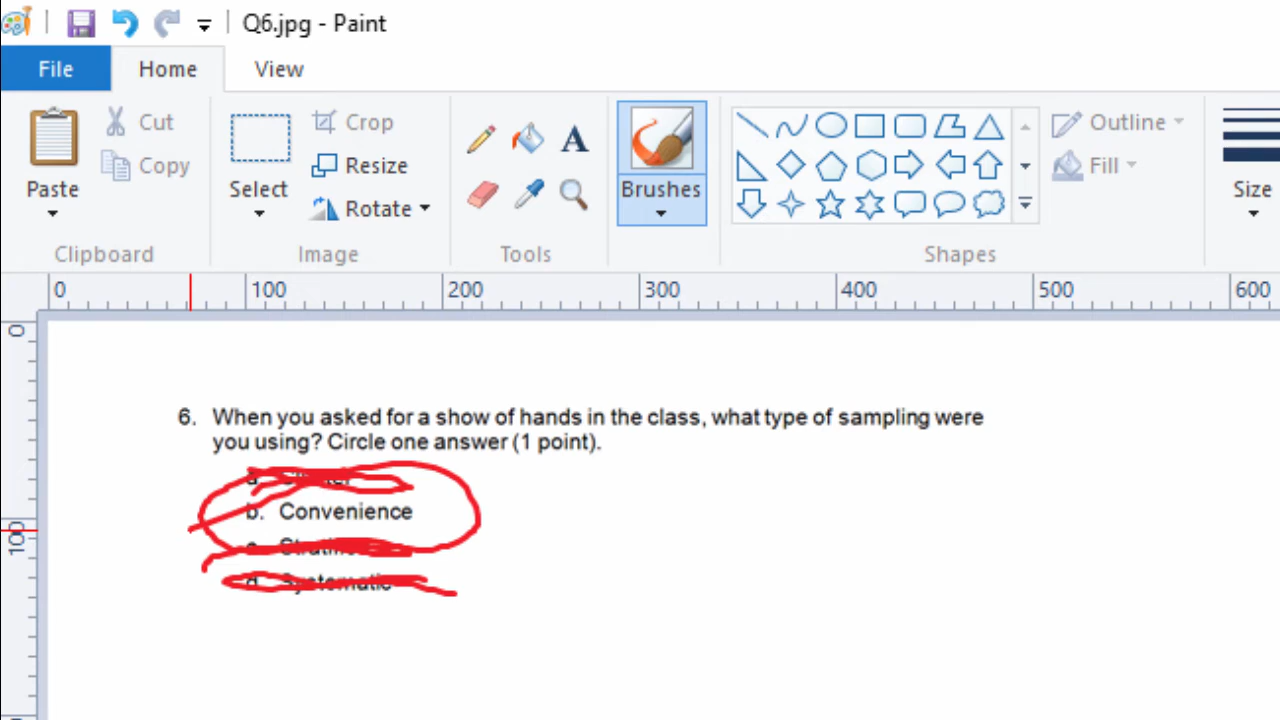 Q6.jpg - Paint
File Home View
Paste
Cut
Copy
Clipboard
Select
Crop
Resize
Rotate
Image
A
Tools
Brushes
Shapes
Outline
Fill
Size
0 100 200 300 400 500 600
0
100
6. When you asked for a show of hands in the class, what type of sampling were
you using? Circle one answer (1 point).
a.
b. Convenience
c.
d. Systematic